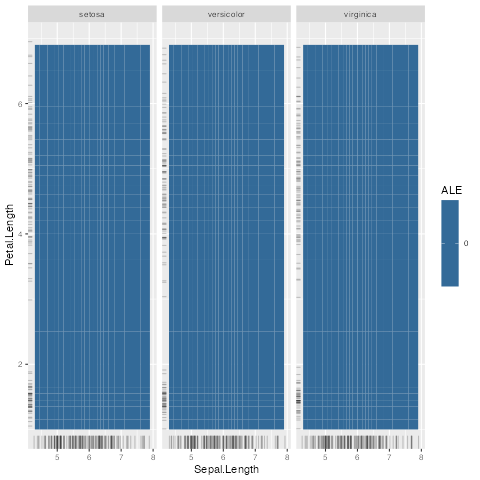 setosa versicolor virginica
ALE
0
Petal.Length
6
4
2
5 6 7 8 5 6 7 8 5 6 7 8
Sepal.Length